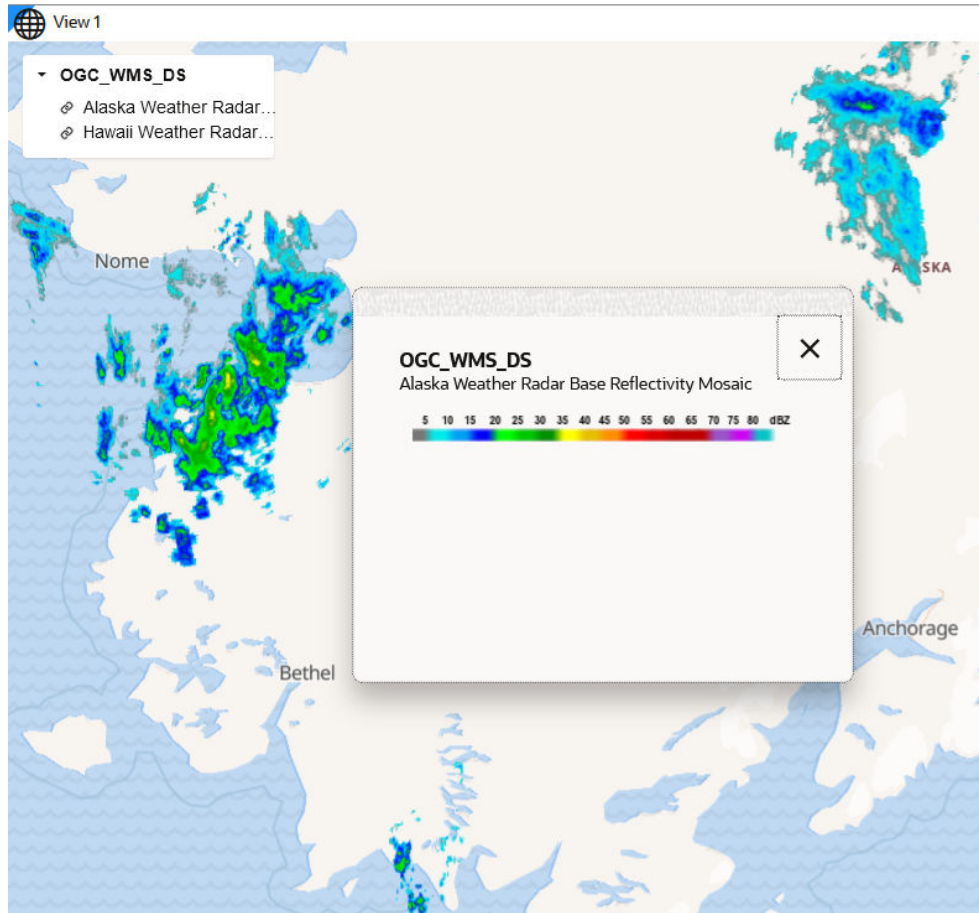 View 1
OGC_WMS_DS
Alaska Weather Radar...
Hawaii Weather Radar...
Nome
SKA
OGC_WMS_DS
Alaska Weather Radar Base Reflectivity Mosaic
5 10 15 20 25 30 35 40 45 50 55 60 65 70 75 80 dBZ
Anchorage
Bethel